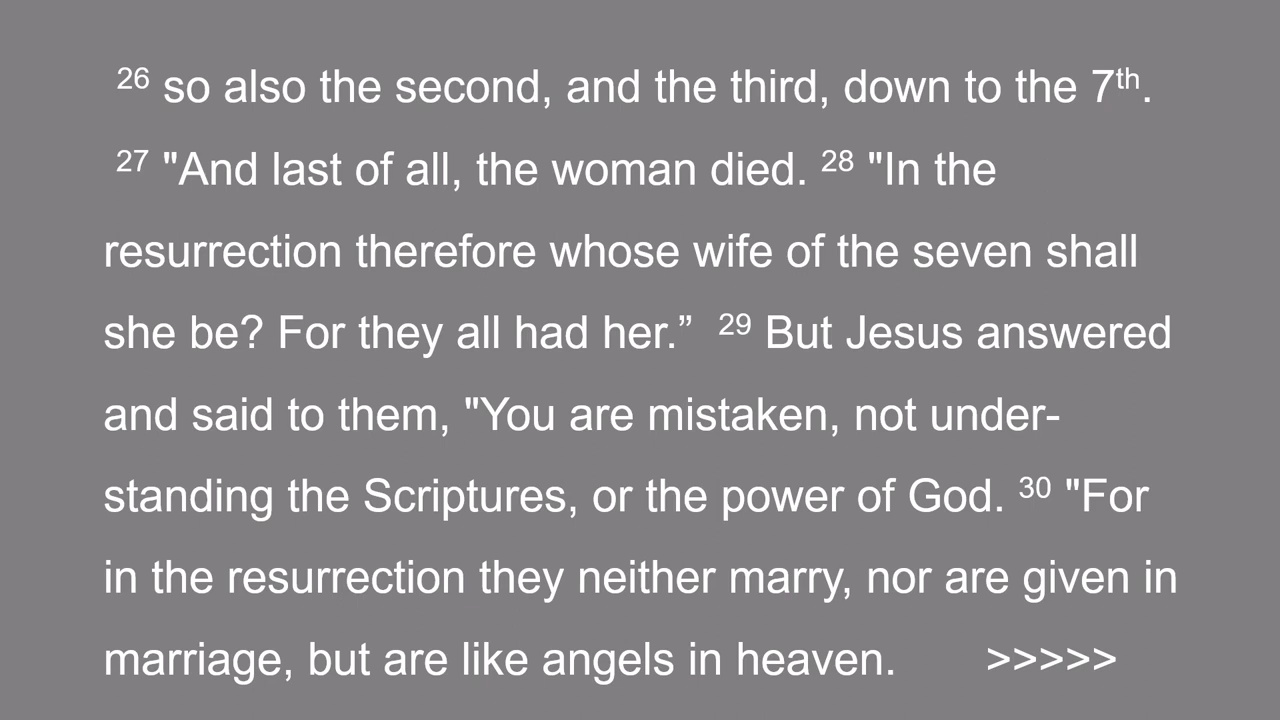 26 so also the second, and the third, down to the 7th.
27 "And last of all, the woman died. 28 "In the
resurrection therefore whose wife of the seven shall
she be? For they all had her.” 29 But Jesus answered
and said to them, "You are mistaken, not under-
standing the Scriptures, or the power of God. 30 "For
in the resurrection they neither marry, nor are given in
marriage, but are like angels in heaven. >>>>>